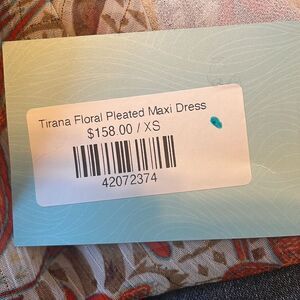 Tirana Floral Pleated Maxi Dress
$158.00 / XS
42072374